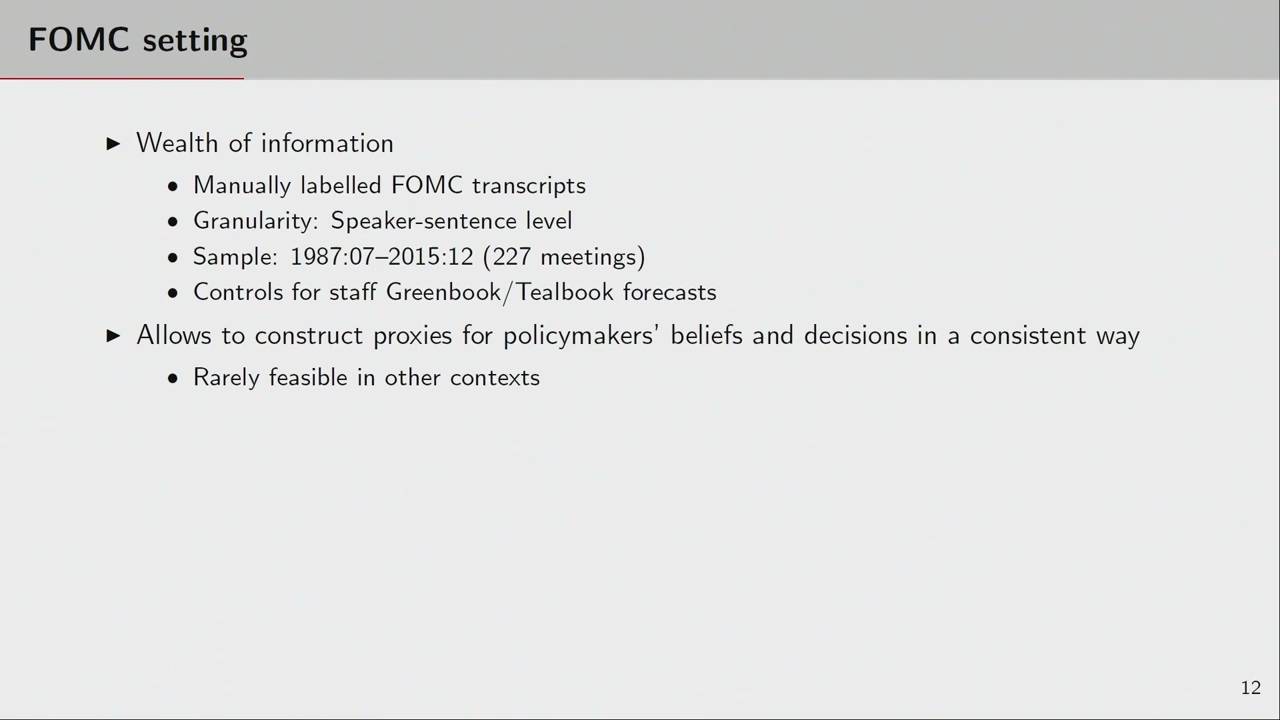 FOMC setting
▶ Wealth of information
• Manually labelled FOMC transcripts
• Granularity: Speaker-sentence level
• Sample: 1987:07–2015:12 (227 meetings)
• Controls for staff Greenbook/Tealbook forecasts
▶ Allows to construct proxies for policymakers' beliefs and decisions in a consistent way
• Rarely feasible in other contexts
12